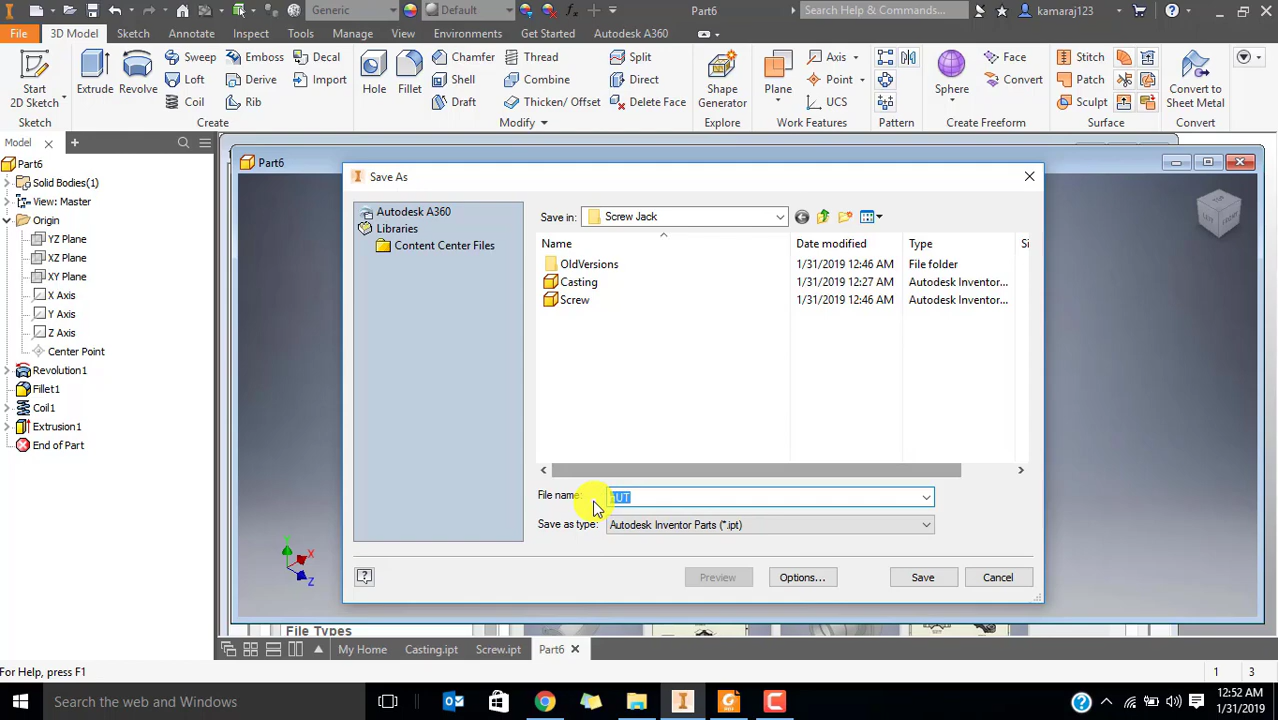 Generic
Default
Part6
Search Help & Commands...
kamaraj123
File
3D Model
Sketch
Annotate
Inspect
Tools
Manage
View
Environments
Get Started
Autodesk A360
Start
2D Sketch
Extrude
Revolve
Sweep
Loft
Coil
Emboss
Derive
Rib
Decal
Import
Hole
Fillet
Chamfer
Shell
Draft
Thread
Combine
Thicken/ Offset
Split
Direct
Delete Face
Shape
Generator
Plane
Axis
Point
UCS
Sphere
Face
Convert
Stitch
Patch
Sculpt
Convert to
Sheet Metal
Sketch
Create
Modify
Explore
Work Features
Pattern
Create Freeform
Surface
Convert
Model
Part6
Solid Bodies(1)
View: Master
Origin
YZ Plane
XZ Plane
XY Plane
X Axis
Y Axis
Z Axis
Center Point
Revolution1
Fillet1
Coil1
Extrusion1
End of Part
Part6
Save As
Autodesk A360
Libraries
Content Center Files
Save in:
Screw Jack
Name
Date modified
Type
Si
OldVersions
1/31/2019 12:46 AM
File folder
Casting
1/31/2019 12:27 AM
Autodesk Inventor...
Screw
1/31/2019 12:46 AM
Autodesk Inventor...
File name:
Save as type:
Autodesk Inventor Parts (*.ipt)
Preview
Options...
Save
Cancel
TOP
LEFT
FRONT
Y
X
Z
File Types
My Home
Casting.ipt
Screw.ipt
Part6
For Help, press F1
1
3
Search the web and Windows
12:52 AM
1/31/2019